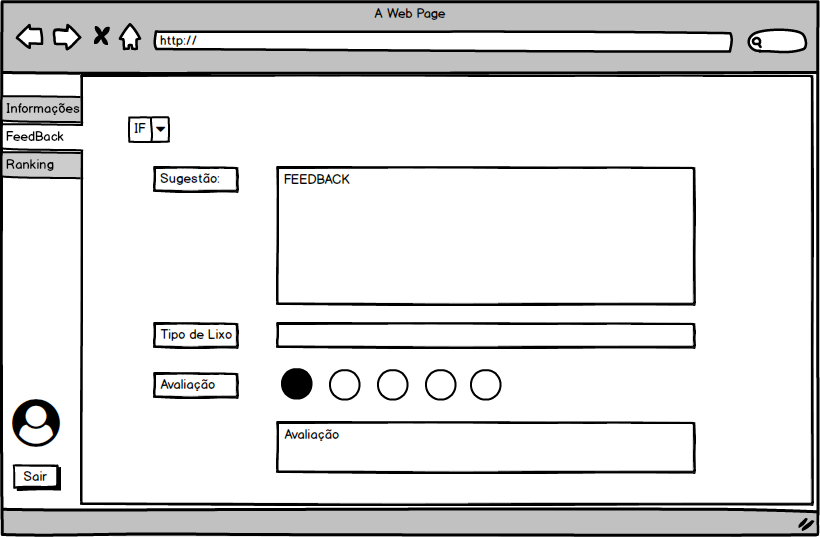 A Web Page
http://
Informações
FeedBack
Ranking
IF
Sugestão:
FEEDBACK
Tipo de Lixo
Avaliação
Avaliação
Sair